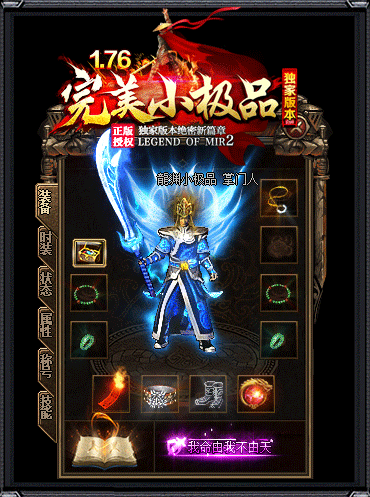 1.76
完美小极品
独家版本
正版授权
独家版本绝密新篇章
LEGEND OF MIR2
龍淵小极品 掌门人
装备
时装
状态
属性
称号
技能
我命由我不由天